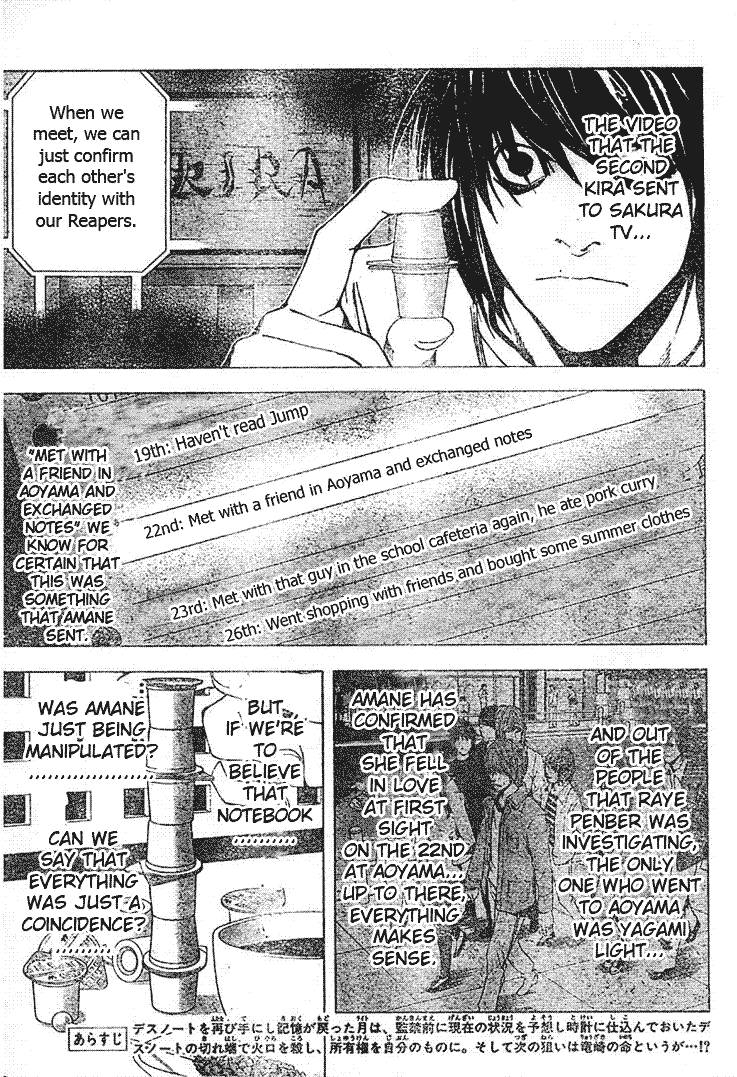 THE VIDEO
THAT THE
SECOND
KIRA SENT
TO SAKURA
TV...
KIRA
When we
meet, we can
just confirm
each other's
identity with
our Reapers.
19th: Haven't read Jump
22nd: Met with a friend in Aoyama and exchanged notes
23rd: Met with that guy in the school cafeteria again, he ate pork curry
26th: Went shopping with friends and bought some summer clothes
"MET WITH
A FRIEND IN
AOYAMA AND
EXCHANGED
NOTES" WE
KNOW FOR
CERTAIN THAT
THIS WAS
SOMETHING
THAT AMANE
SENT.
AND OUT
OF THE
PEOPLE
THAT RAYE
PENBER WAS
INVESTIGATING,
THE ONLY
ONE WHO WENT
TO AOYAMA
WAS YAGAMI
LIGHT...
AMANE HAS
CONFIRMED
THAT
SHE FELL
IN LOVE
AT FIRST
SIGHT
ON THE 22ND
AT AOYAMA...
UP TO THERE,
EVERYTHING
MAKES
SENSE.
BUT
IF WE'RE
TO
BELIEVE
THAT
NOTEBOOK
..........
WAS AMANE
JUST BEING
MANIPULATED?
................
CAN WE
SAY THAT
EVERYTHING
WAS JUST A
COINCIDENCE?
.........
あらすじ
デスノートを再び手にし記憶が戻った月は、監禁前に現在の状況を予想し時計に仕込んでおいたデ
スノートの切れ端で火口を殺し、所有権を自分のものに。そして次の狙いは竜崎の命というが…!?